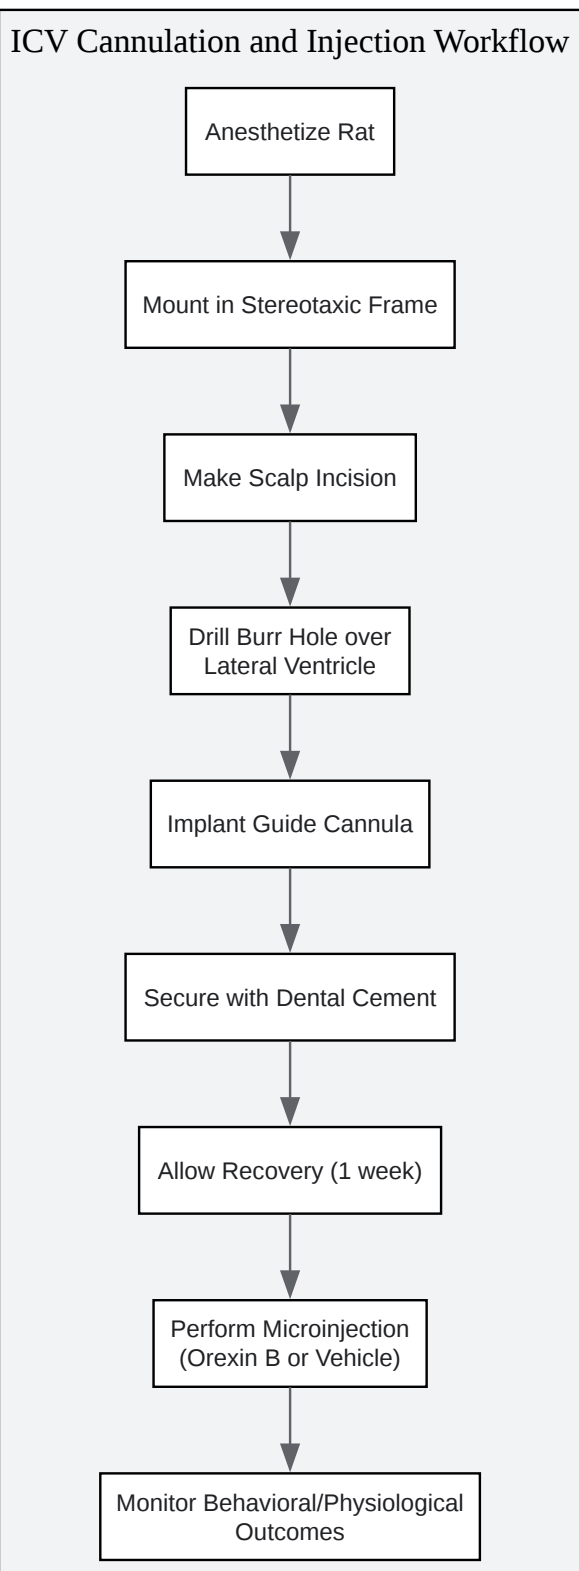 ICV Cannulation and Injection Workflow
Anesthetize Rat
Mount in Stereotaxic Frame
Make Scalp Incision
Drill Burr Hole over
Lateral Ventricle
Implant Guide Cannula
Secure with Dental Cement
Allow Recovery (1 week)
Perform Microinjection
(Orexin B or Vehicle)
Monitor Behavioral/Physiological
Outcomes